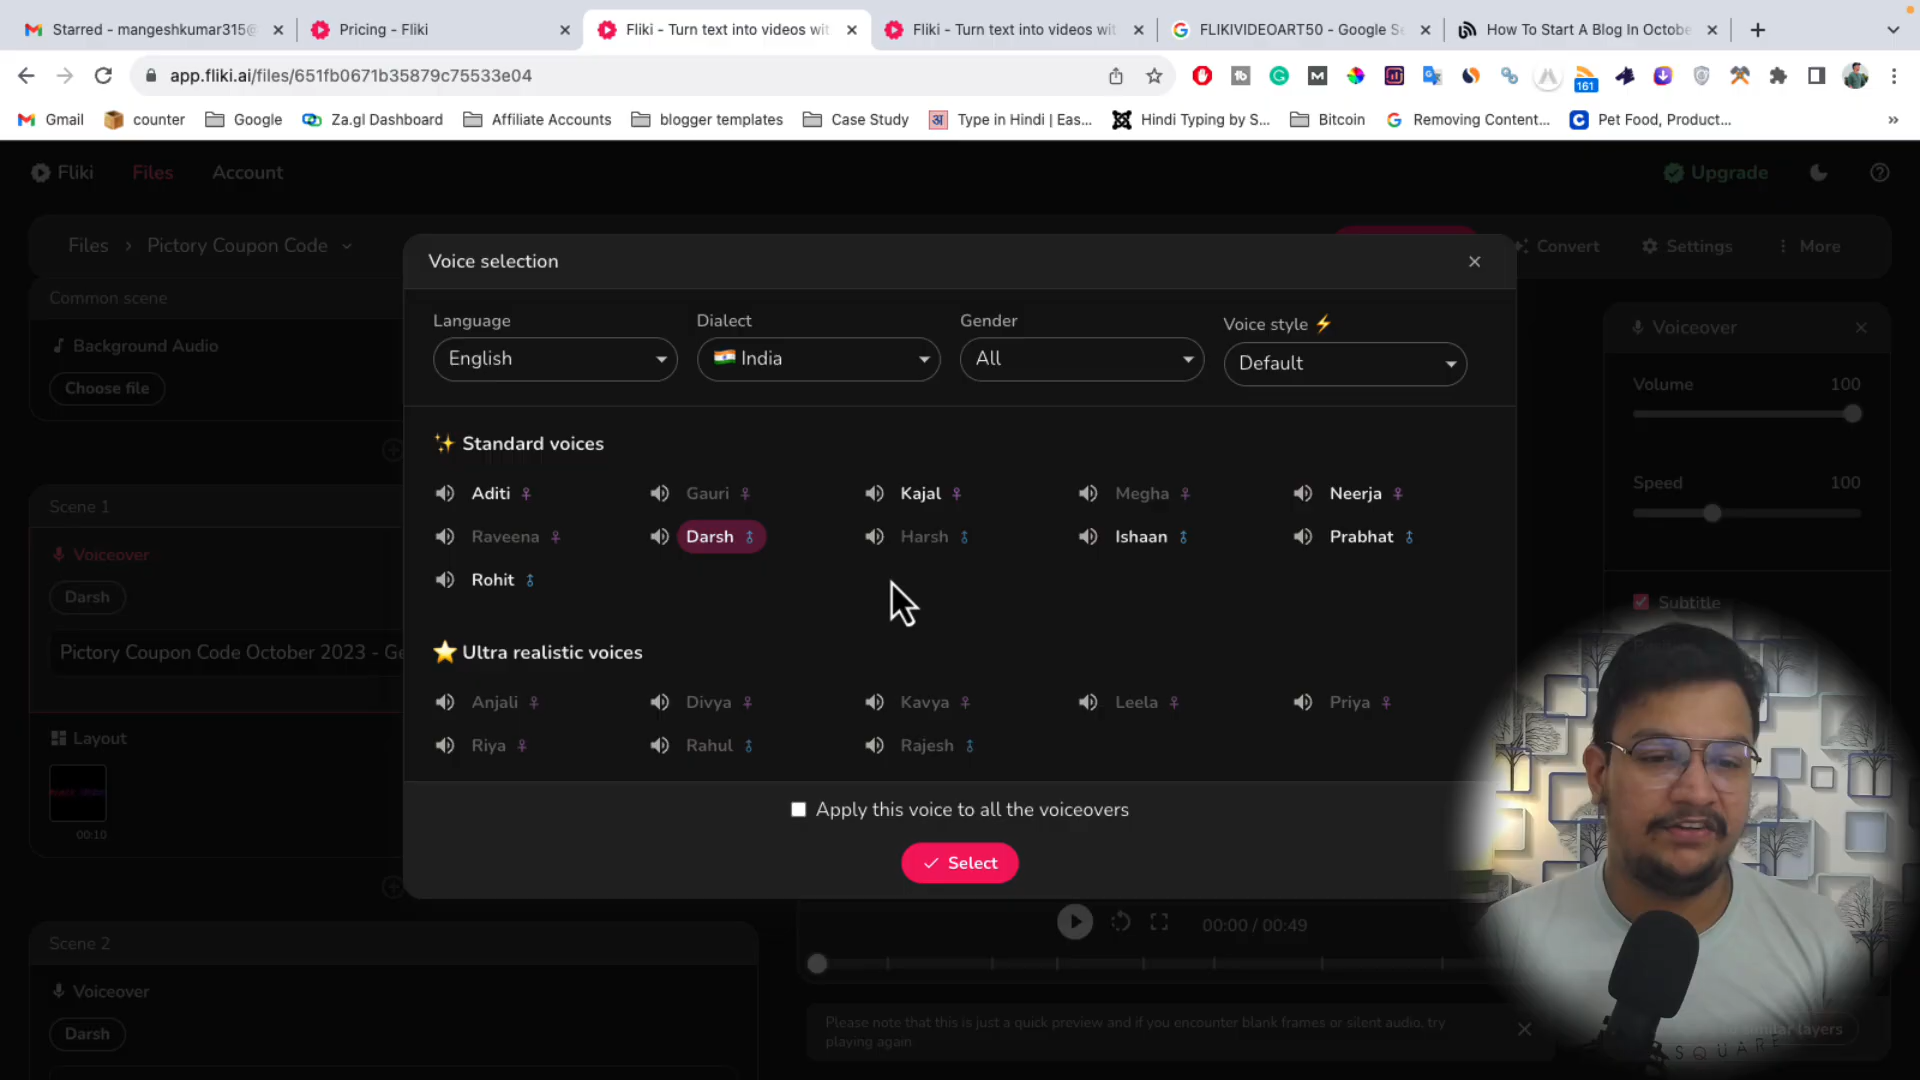 Starred - mangeshkumar315@
Pricing - Fliki
Fliki - Turn text into videos wit
Fliki - Turn text into videos wit
FLIKIVIDEOART50 - Google Se
How To Start A Blog In Octobe
app.fliki.ai/files/651fb0671b35879c75533e04
161
Gmail
counter
Google
Za.gl Dashboard
Affiliate Accounts
blogger templates
Case Study
अ
Type in Hindi | Eas...
Hindi Typing by S...
Bitcoin
Removing Content...
Pet Food, Product...
Fliki
Files
Account
Upgrade
Files > Pictory Coupon Code
Convert
Settings
More
Common scene
Background Audio
Choose file
Scene 1
Voiceover
Darsh
Pictory Coupon Code October 2023 - Ge
Layout
00:10
Scene 2
Voiceover
Darsh
Voice selection
Language
Dialect
Gender
Voice style
English
India
All
Default
Standard voices
Aditi
Gauri
Kajal
Megha
Neerja
Raveena
Darsh
Harsh
Ishaan
Prabhat
Rohit
Ultra realistic voices
Anjali
Divya
Kavya
Leela
Priya
Riya
Rahul
Rajesh
Apply this voice to all the voiceovers
Select
00:00 / 00:49
Please note that this is just a quick preview and if you encounter blank frames or silent audio, try
playing again
Voiceover
Volume 100
Speed 100
Subtitle
similar layers
SQUARE